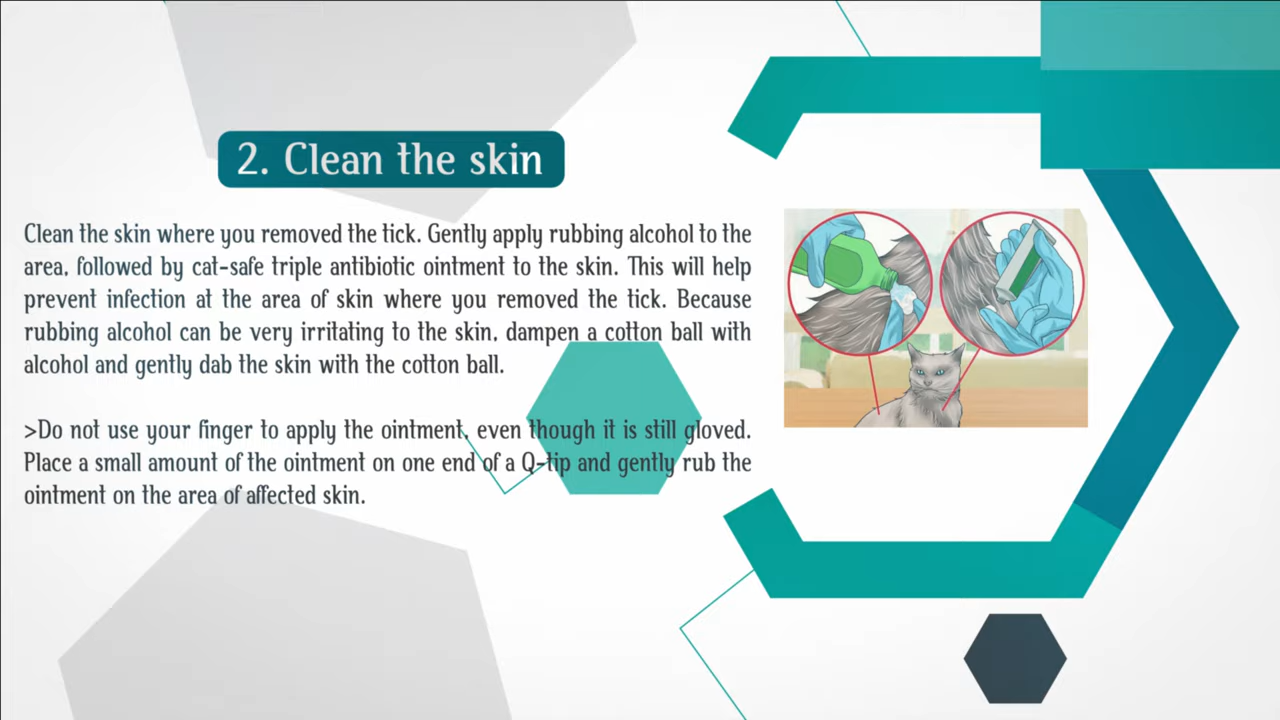 2. Clean the skin
Clean the skin where you removed the tick. Gently apply rubbing alcohol to the
area, followed by cat-safe triple antibiotic ointment to the skin. This will help
prevent infection at the area of skin where you removed the tick. Because
rubbing alcohol can be very irritating to the skin, dampen a cotton ball with
alcohol and gently dab the skin with the cotton ball.
>Do not use your finger to apply the ointment, even though it is still gloved.
Place a small amount of the ointment on one end of a Q-tip and gently rub the
ointment on the area of affected skin.